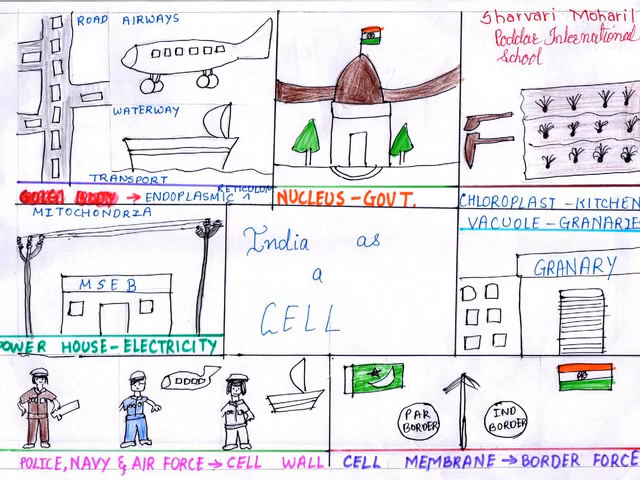 Sharvari Moharil
Poddar International
School
ROAD AIRWAYS
WATERWAY
TRANSPORT
→ ENDOPLASMIC RETICULUM
NUCLEUS - GOVT.
CHLOROPLAST - KITCHEN
VACUOLE - GRANARIE
MITOCHONDRIA
MSEB
POWER HOUSE - ELECTRICITY
India as
a
CELL
GRANARY
PAK
BORDER
IND
BORDER
POLICE, NAVY & AIR FORCE → CELL WALL
CELL MEMBRANE → BORDER FORCE